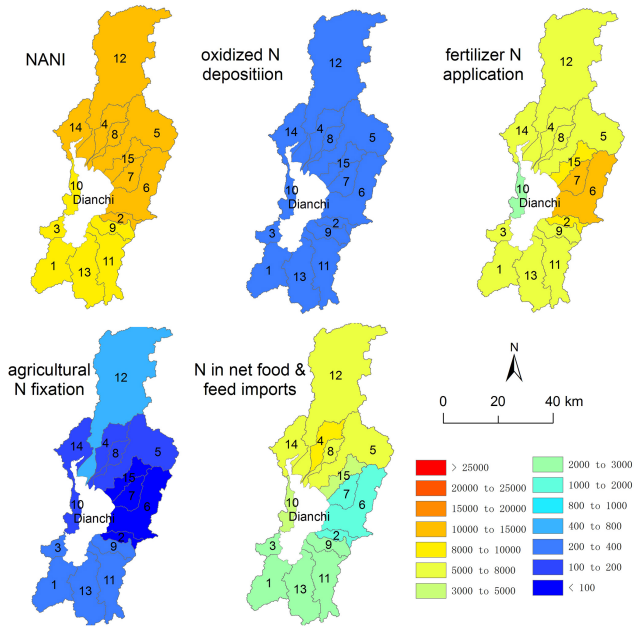 NANI
12
14
4
8
5
15
7
6
10
Dianchi
2
3
9
1
13
11
oxidized N
depositiion
12
14
4
8
5
15
7
6
10
Dianchi
2
3
9
1
13
11
fertilizer N
application
12
14
4
8
5
15
7
6
10
Dianchi
2
3
9
1
13
11
agricultural
N fixation
12
14
4
8
5
15
7
6
10
Dianchi
2
3
9
1
13
11
N in net food &
feed imports
12
14
4
8
5
15
7
6
10
Dianchi
2
3
9
1
13
11
N
0
20
40 km
> 25000
20000 to 25000
15000 to 20000
10000 to 15000
8000 to 10000
5000 to 8000
3000 to 5000
2000 to 3000
1000 to 2000
800 to 1000
400 to 800
200 to 400
100 to 200
< 100